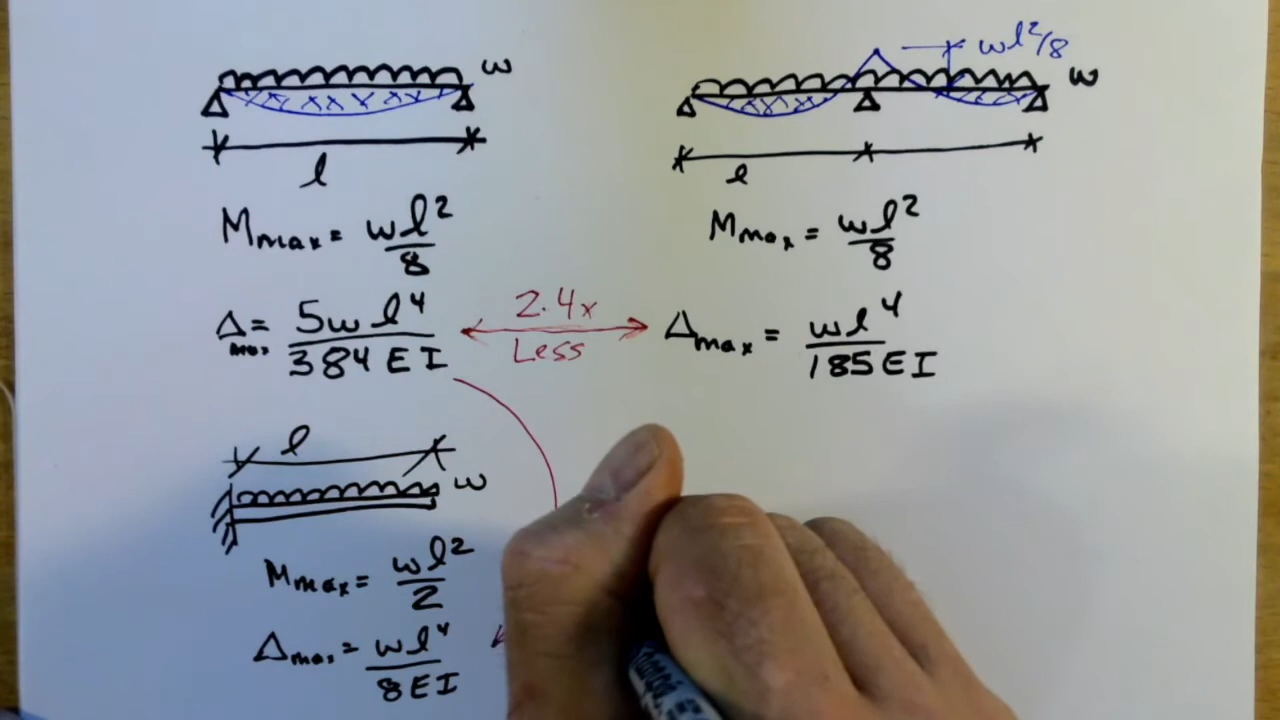 w
l
Mmax = wl²/8
Δmax = 5wl⁴/384EI
wl²/8
w
l
Mmax = wl²/8
2.4x
Less
Δmax = wl⁴/185EI
l
w
Mmax = wl²/2
Δmax = wl⁴/8EI